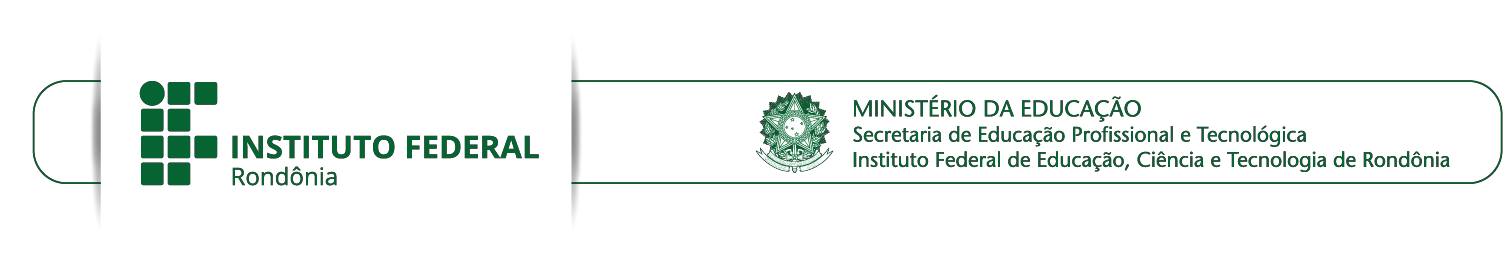 INSTITUTO FEDERAL
Rondônia
MINISTÉRIO DA EDUCAÇÃO
Secretaria de Educação Profissional e Tecnológica
Instituto Federal de Educação, Ciência e Tecnologia de Rondônia